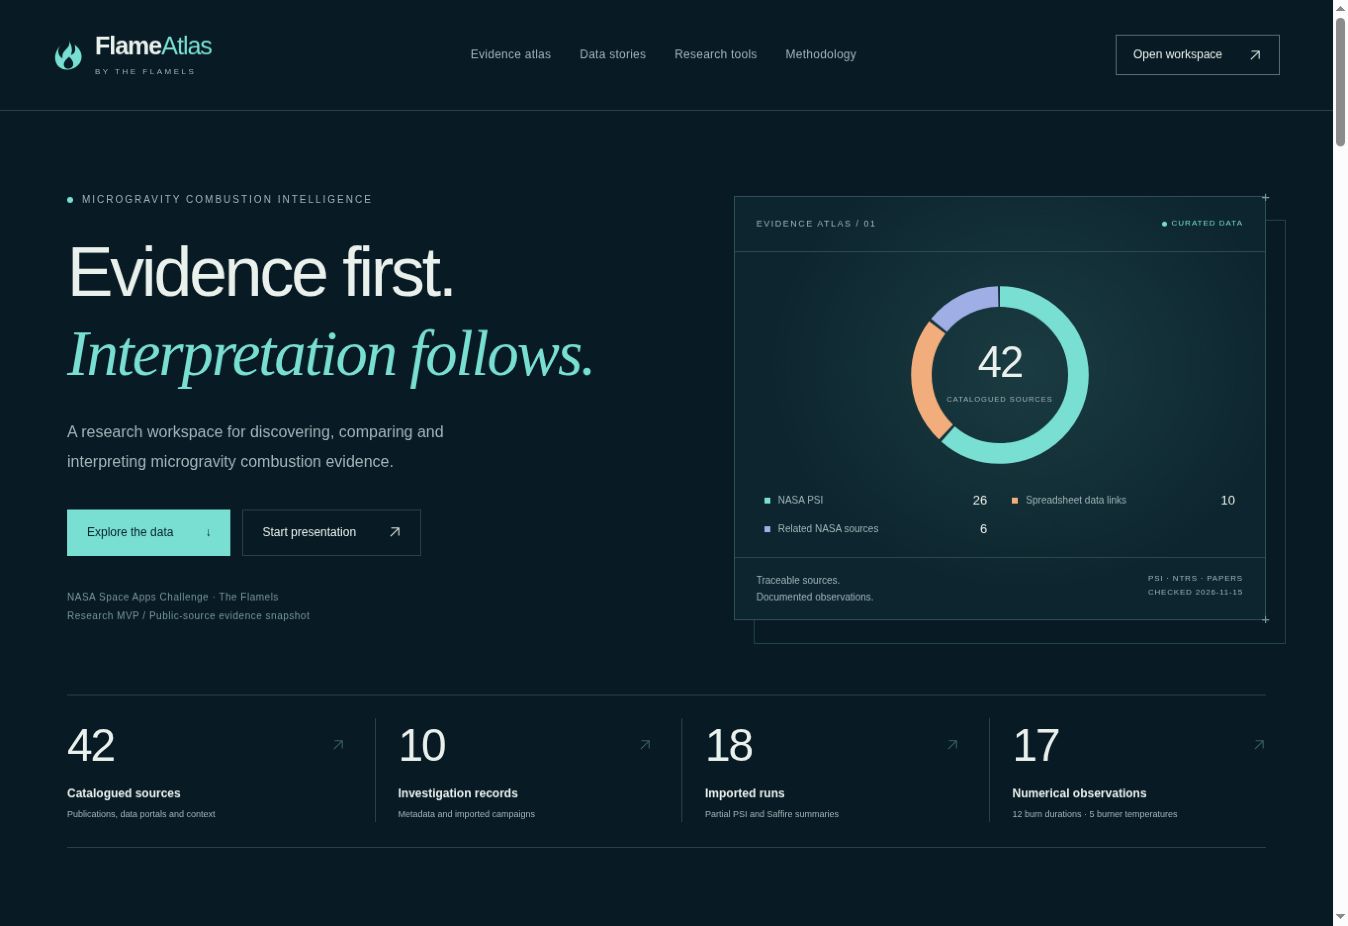 FlameAtlas
BY THE FLAMELS
Evidence atlas
Data stories
Research tools
Methodology
Open workspace
MICROGRAVITY COMBUSTION INTELLIGENCE
Evidence first.
Interpretation follows.
A research workspace for discovering, comparing and
interpreting microgravity combustion evidence.
Explore the data ↓
Start presentation
NASA Space Apps Challenge · The Flamels
Research MVP / Public-source evidence snapshot
EVIDENCE ATLAS / 01
CURATED DATA
42
CATALOGUED SOURCES
NASA PSI 26
Spreadsheet data links 10
Related NASA sources 6
Traceable sources.
Documented observations.
PSI · NTRS · PAPERS
CHECKED 2026-11-15
42
Catalogued sources
Publications, data portals and context
10
Investigation records
Metadata and imported campaigns
18
Imported runs
Partial PSI and Saffire summaries
17
Numerical observations
12 burn durations · 5 burner temperatures